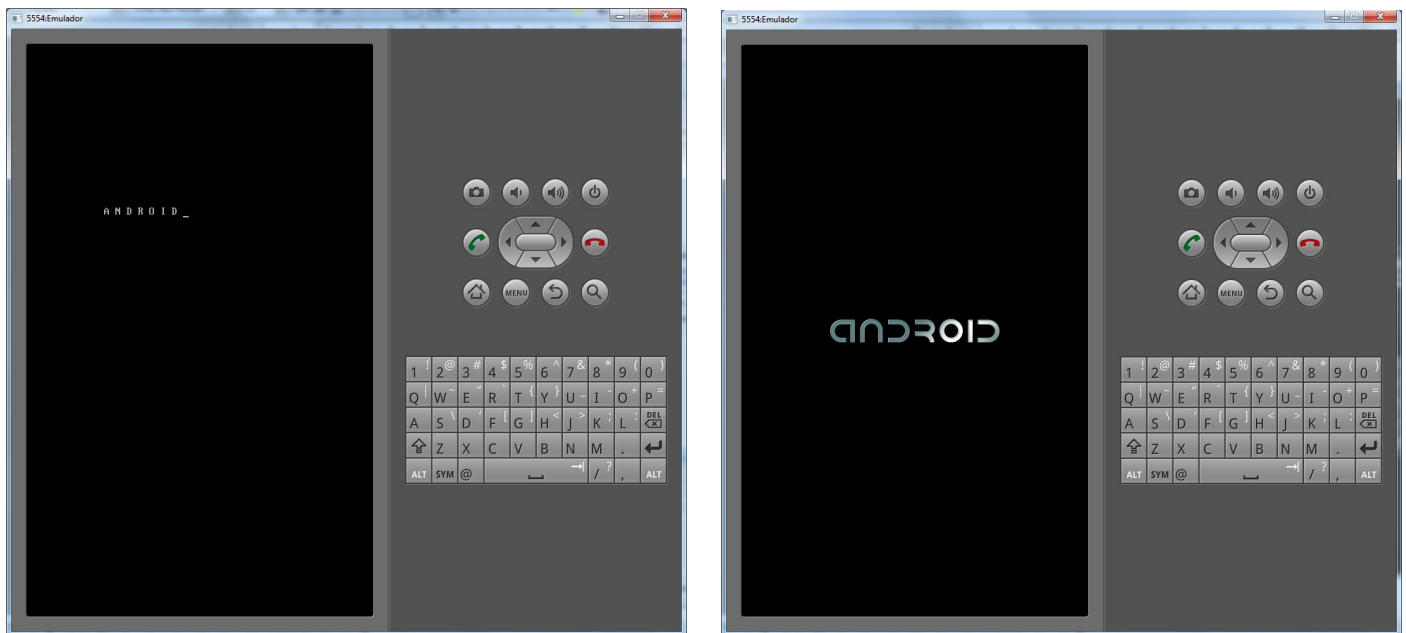 5554:Emulador
A N D R O I D _
MENU
1 ! 2 @ 3 # 4 $ 5 % 6 ^ 7 & 8 * 9 ( 0 )
Q | W ~ E " R ` T { Y } U _ I - O + P =
A S \ D ' F [ G ] H < J > K ; L : DEL
Z X C V B N M .
ALT SYM @ →| / ? , ALT
5554:Emulador
ANDROID
MENU
1 ! 2 @ 3 # 4 $ 5 % 6 ^ 7 & 8 * 9 ( 0 )
Q | W ~ E " R ` T { Y } U _ I - O + P =
A S \ D ' F [ G ] H < J > K ; L : DEL
Z X C V B N M .
ALT SYM @ →| / ? , ALT